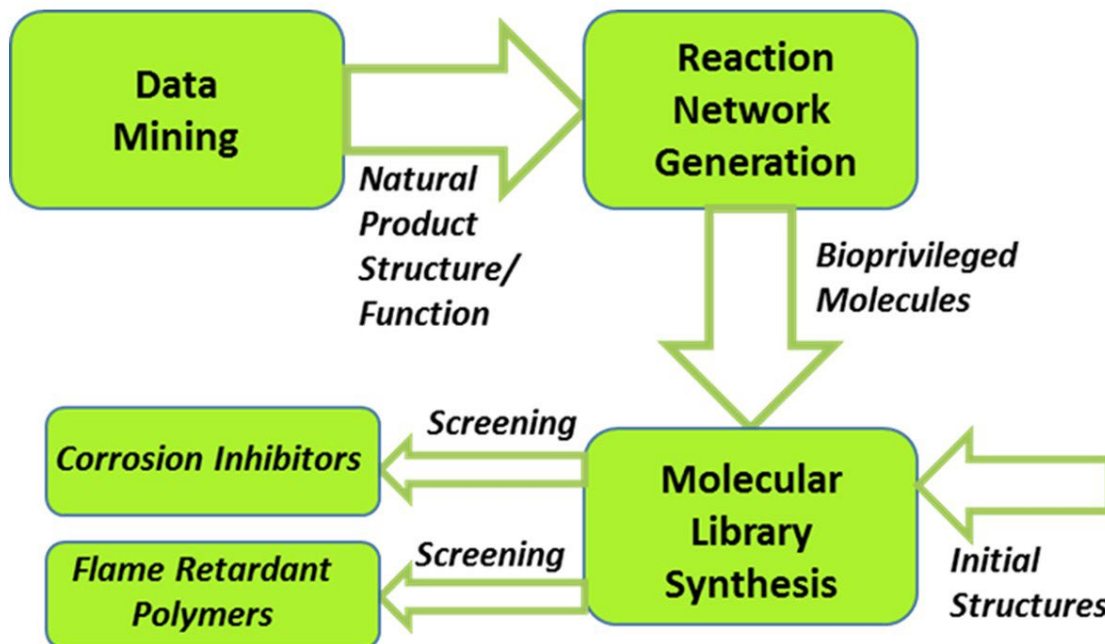 Data
Mining
Natural
Product
Structure/
Function
Reaction
Network
Generation
Bioprivileged
Molecules
Screening
Corrosion Inhibitors
Screening
Flame Retardant
Polymers
Molecular
Library
Synthesis
Initial
Structures